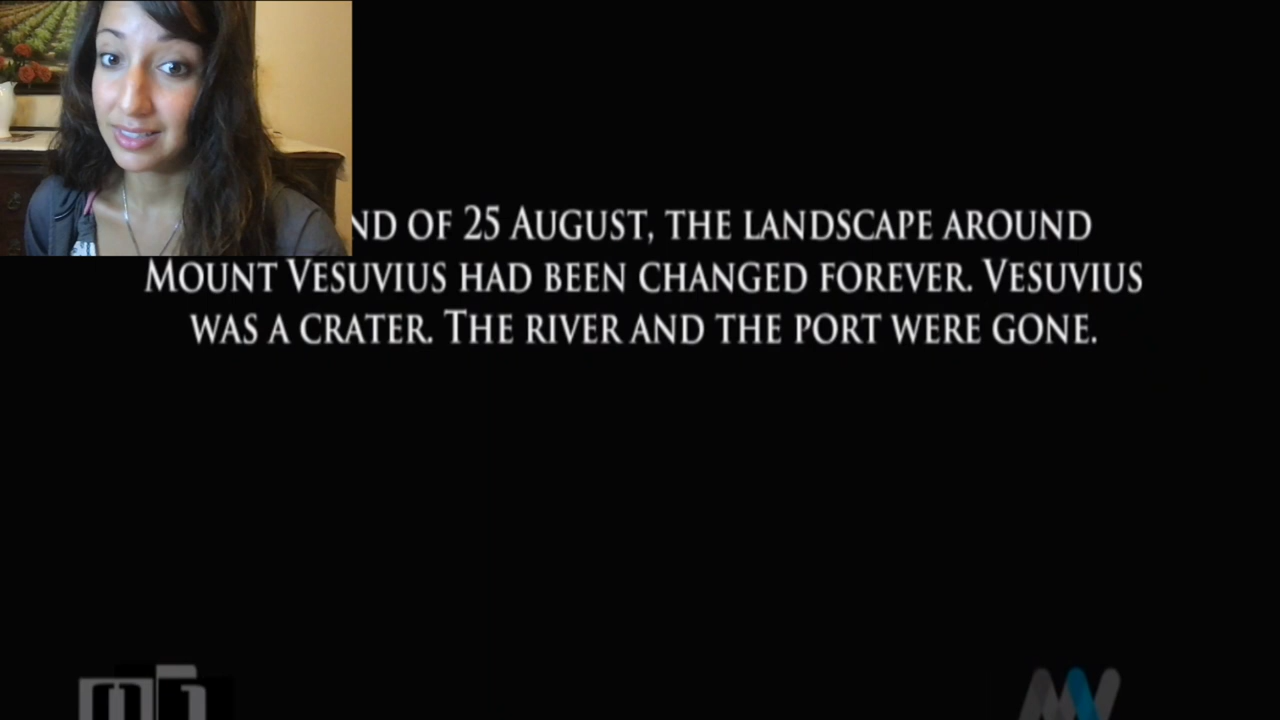 ND OF 25 AUGUST, THE LANDSCAPE AROUND
MOUNT VESUVIUS HAD BEEN CHANGED FOREVER. VESUVIUS
WAS A CRATER. THE RIVER AND THE PORT WERE GONE.